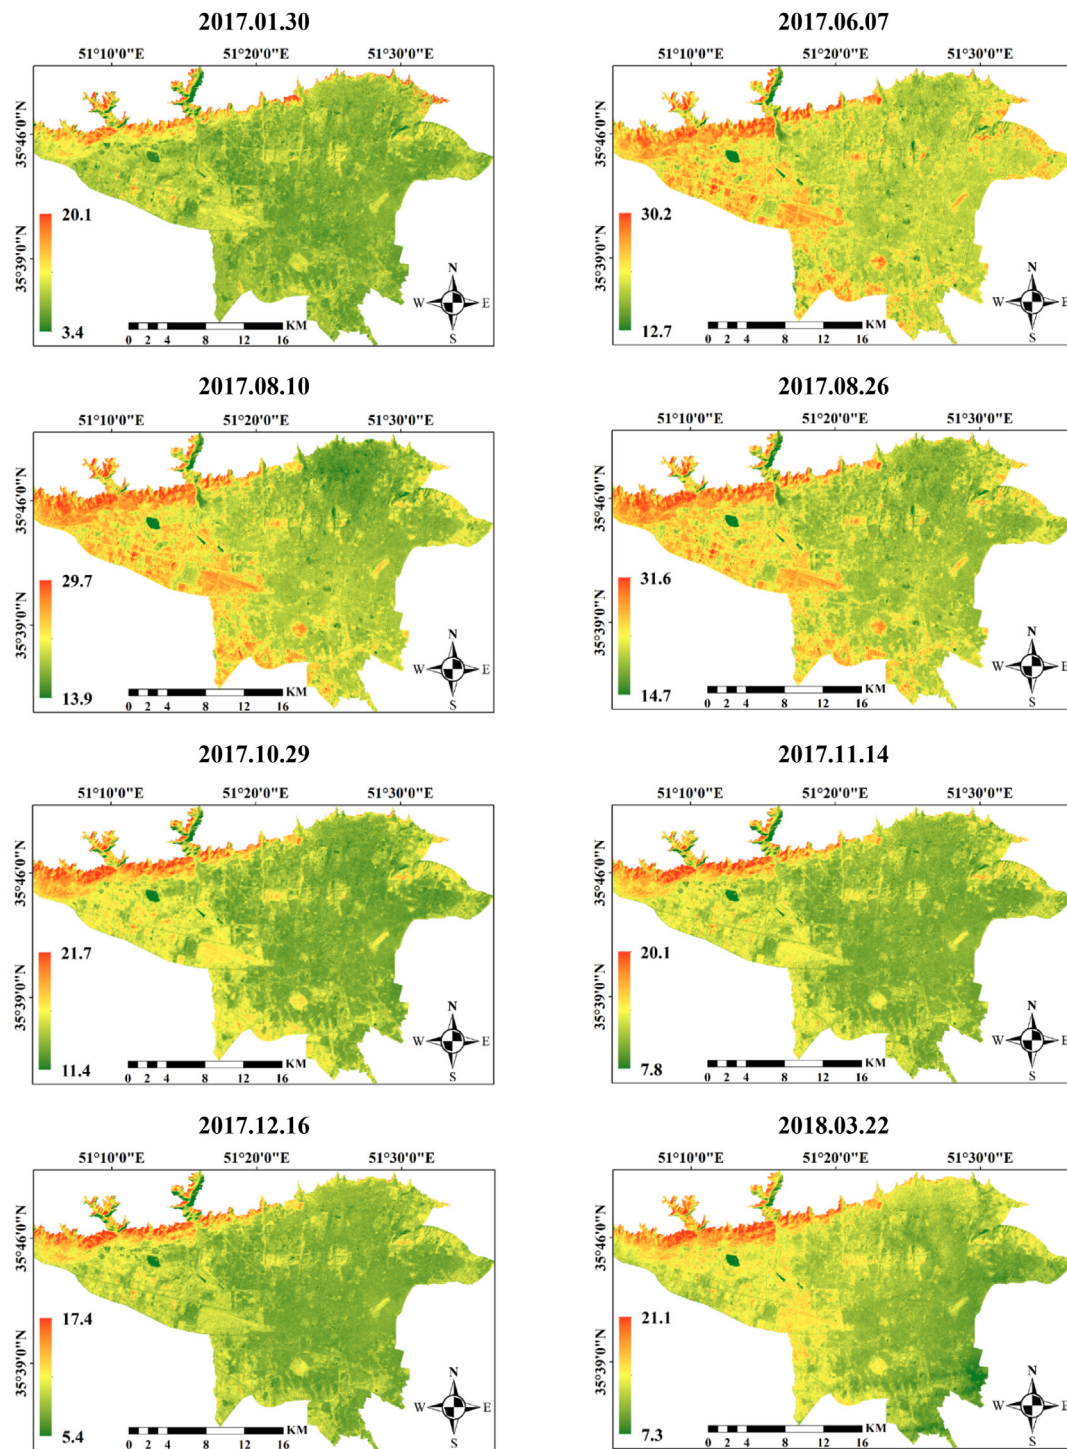 2017.01.30
51°10'0"E 51°20'0"E 51°30'0"E
35°46'0"N
35°39'0"N
20.1
3.4
N
W E
S
KM
0 2 4 8 12 16
2017.06.07
51°10'0"E 51°20'0"E 51°30'0"E
35°46'0"N
35°39'0"N
30.2
12.7
N
W E
S
KM
0 2 4 8 12 16
2017.08.10
51°10'0"E 51°20'0"E 51°30'0"E
35°46'0"N
35°39'0"N
29.7
13.9
N
W E
S
KM
0 2 4 8 12 16
2017.08.26
51°10'0"E 51°20'0"E 51°30'0"E
35°46'0"N
35°39'0"N
31.6
14.7
N
W E
S
KM
0 2 4 8 12 16
2017.10.29
51°10'0"E 51°20'0"E 51°30'0"E
35°46'0"N
35°39'0"N
21.7
11.4
N
W E
S
KM
0 2 4 8 12 16
2017.11.14
51°10'0"E 51°20'0"E 51°30'0"E
35°46'0"N
35°39'0"N
20.1
7.8
N
W E
S
KM
0 2 4 8 12 16
2017.12.16
51°10'0"E 51°20'0"E 51°30'0"E
35°46'0"N
35°39'0"N
17.4
5.4
N
W E
S
KM
0 2 4 8 12 16
2018.03.22
51°10'0"E 51°20'0"E 51°30'0"E
35°46'0"N
35°39'0"N
21.1
7.3
N
W E
S
KM
0 2 4 8 12 16